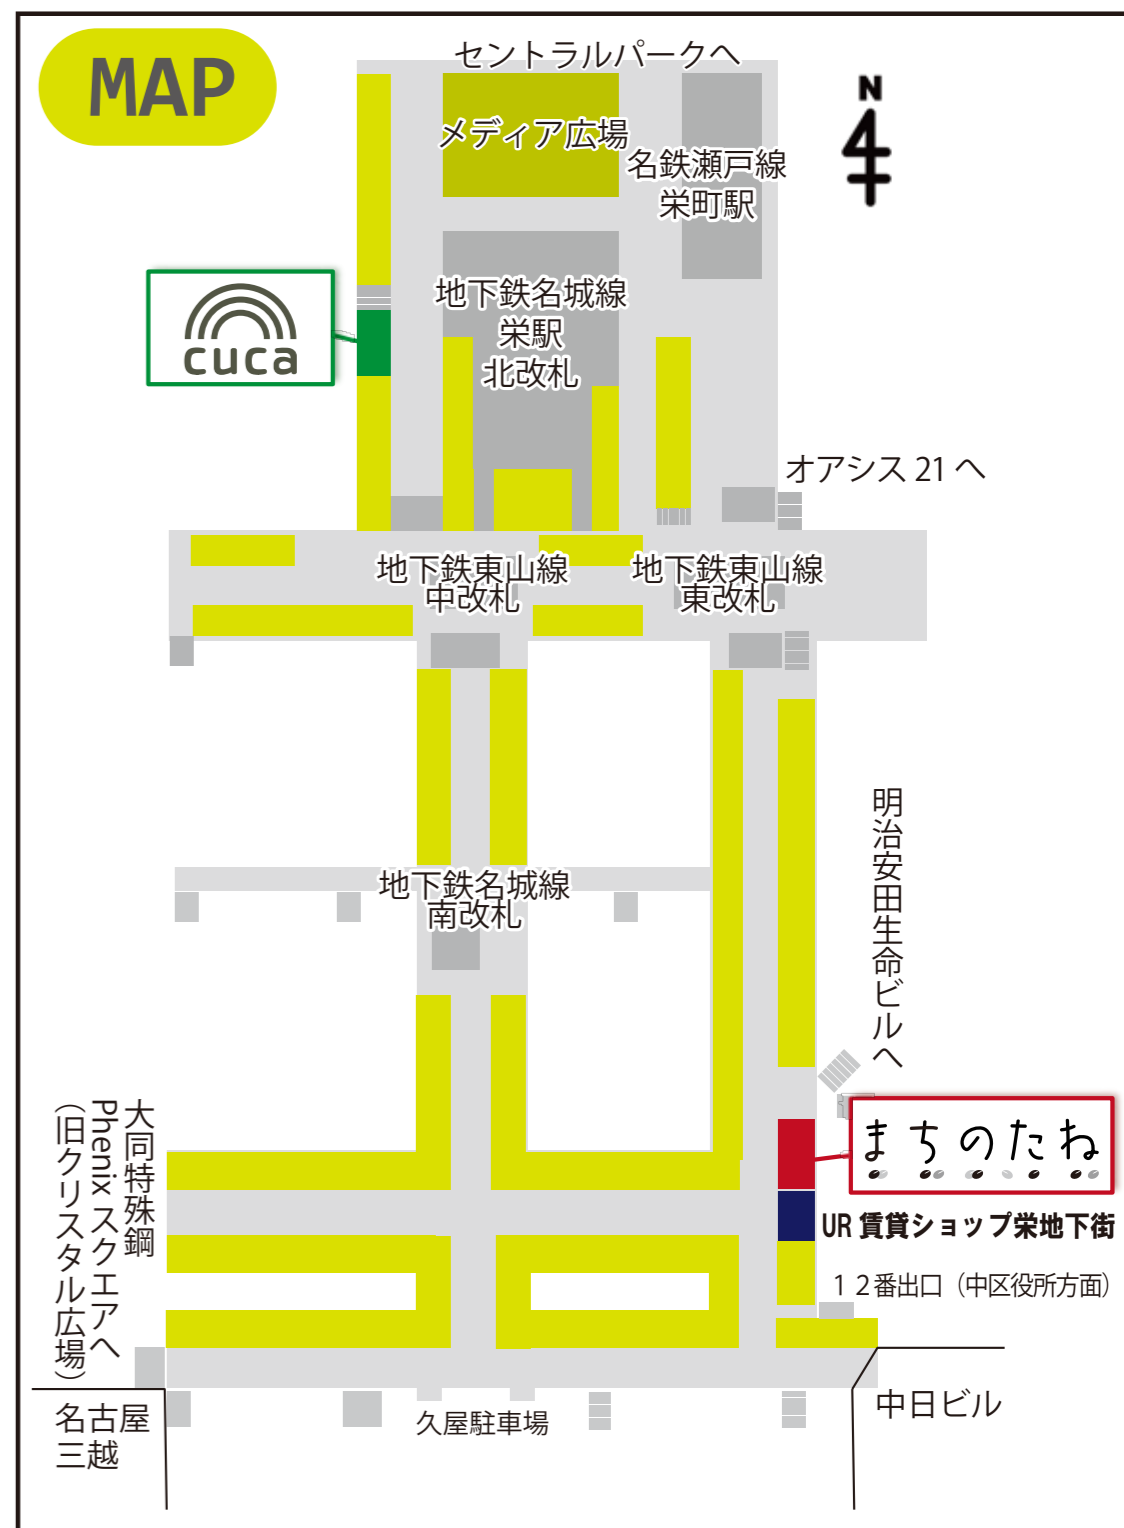 MAP
セントラルパークへ
N
メディア広場
名鉄瀬戸線
栄町駅
cuca
地下鉄名城線
栄駅
北改札
オアシス 21 へ
地下鉄東山線
中改札
地下鉄東山線
東改札
明治安田生命ビルへ
地下鉄名城線
南改札
大同特殊鋼
Phenix スクエアへ
（旧クリスタル広場）
まちのたね
UR 賃貸ショップ栄地下街
１２番出口（中区役所方面）
名古屋
三越
久屋駐車場
中日ビル